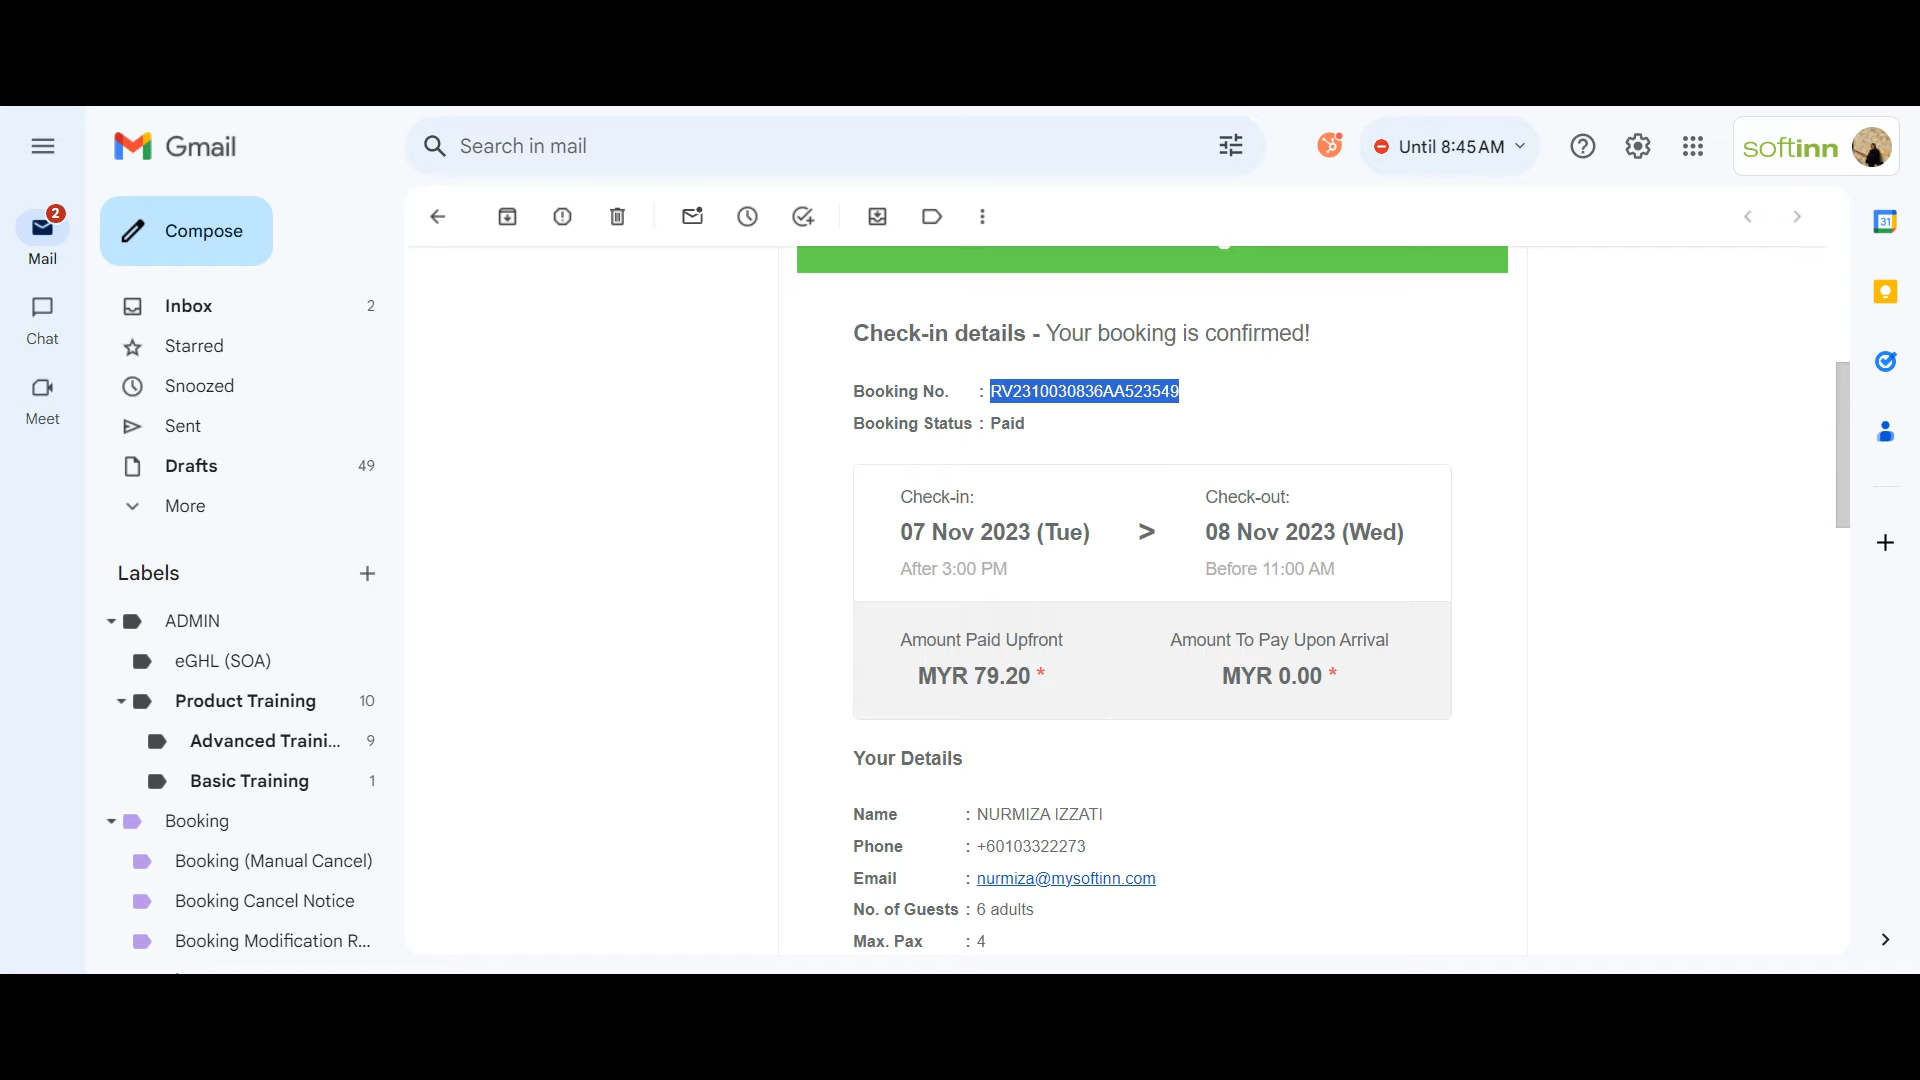 Gmail
Search in mail
Until 8:45 AM
softinn
2
Mail
Chat
Meet
Compose
Inbox 2
Starred
Snoozed
Sent
Drafts 49
More
Labels
ADMIN
eGHL (SOA)
Product Training 10
Advanced Traini... 9
Basic Training 1
Booking
Booking (Manual Cancel)
Booking Cancel Notice
Booking Modification R...
Check-in details - Your booking is confirmed!
Booking No. : RV2310030836AA523549
Booking Status : Paid
Check-in: Check-out:
07 Nov 2023 (Tue) > 08 Nov 2023 (Wed)
After 3:00 PM Before 11:00 AM
Amount Paid Upfront Amount To Pay Upon Arrival
MYR 79.20 * MYR 0.00 *
Your Details
Name : NURMIZA IZZATI
Phone : +60103322273
Email : nurmiza@mysoftinn.com
No. of Guests : 6 adults
Max. Pax : 4
31